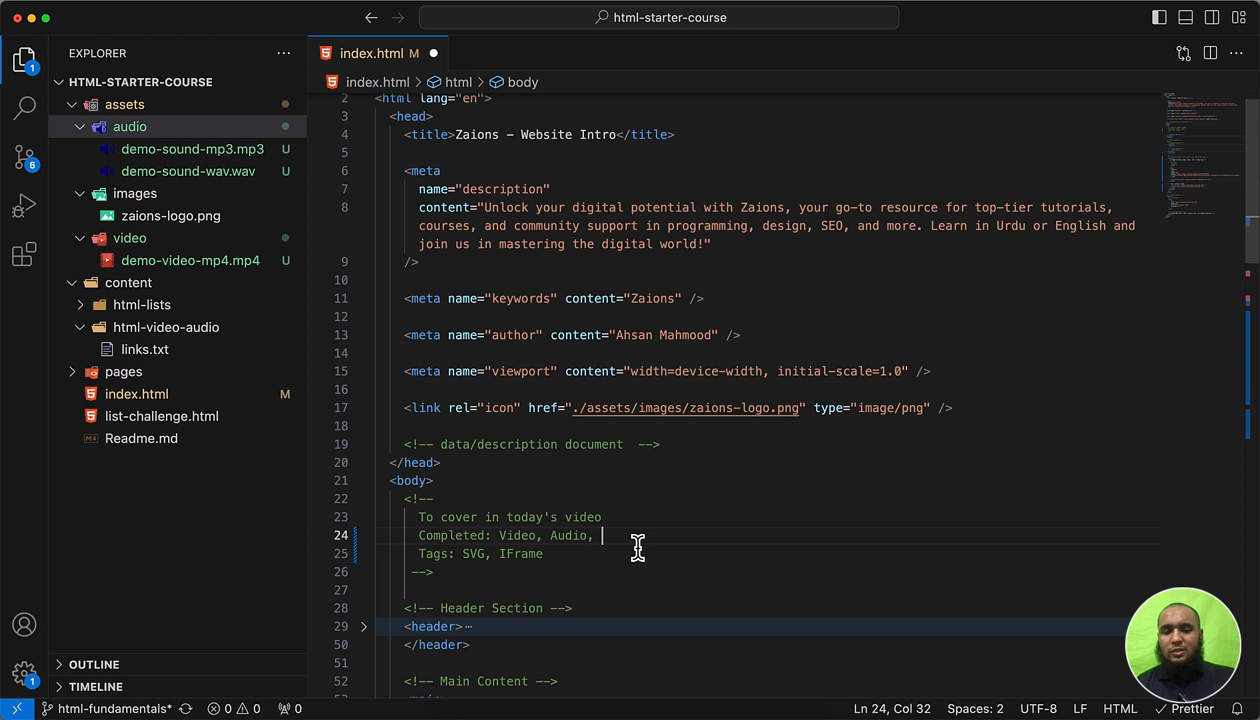 html-starter-course
EXPLORER
index.html M
HTML-STARTER-COURSE
index.html > html > body
assets
audio
demo-sound-mp3.mp3 U
demo-sound-wav.wav U
images
zaions-logo.png
video
demo-video-mp4.mp4 U
content
html-lists
html-video-audio
links.txt
pages
index.html M
list-challenge.html
Readme.md
OUTLINE
TIMELINE
1
6
1
2 <html lang="en">
3 <head>
4 <title>Zaions – Website Intro</title>
5
6 <meta
7 name="description"
8 content="Unlock your digital potential with Zaions, your go-to resource for top-tier tutorials,
courses, and community support in programming, design, SEO, and more. Learn in Urdu or English and
join us in mastering the digital world!"
9 />
10
11 <meta name="keywords" content="Zaions" />
12
13 <meta name="author" content="Ahsan Mahmood" />
14
15 <meta name="viewport" content="width=device-width, initial-scale=1.0" />
16
17 <link rel="icon" href="./assets/images/zaions-logo.png" type="image/png" />
18
19 <!-- data/description document  -->
20 </head>
21 <body>
22 <!--
23 To cover in today's video
24 Completed: Video, Audio,
25 Tags: SVG, IFrame
26 -->
27
28 <!-- Header Section -->
29 <header>⋯
50 </header>
51
52 <!-- Main Content -->
html-fundamentals* 0 0 0 Ln 24, Col 32 Spaces: 2 UTF-8 LF HTML Prettier